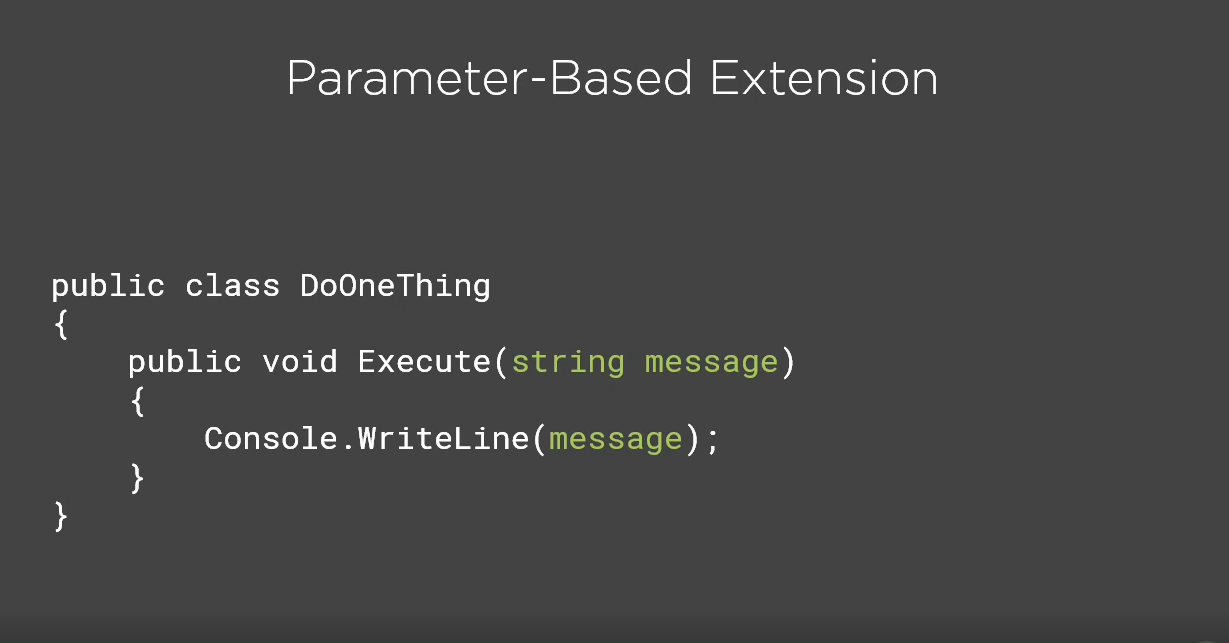 Parameter-Based Extension
public class DoOneThing
{
    public void Execute(string message)
    {
        Console.WriteLine(message);
    }
}